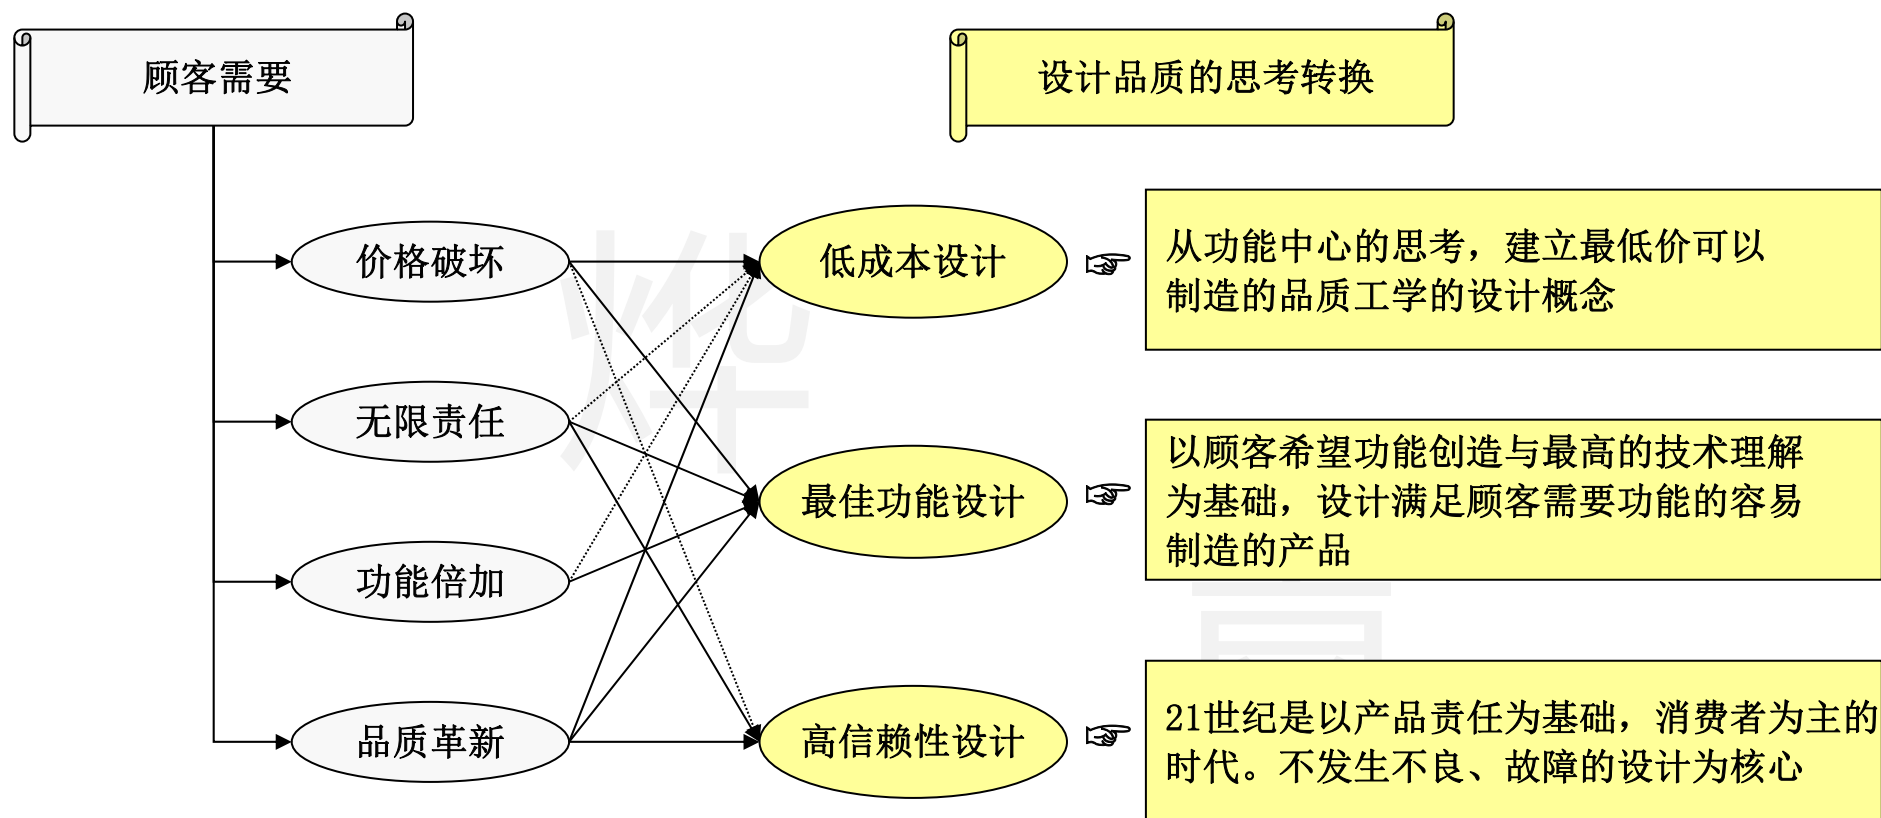 顾客需要
设计品质的思考转换
价格破坏
低成本设计
从功能中心的思考，建立最低价可以
制造的品质工学的设计概念
无限责任
最佳功能设计
以顾客希望功能创造与最高的技术理解
为基础，设计满足顾客需要功能的容易
制造的产品
功能倍加
品质革新
高信赖性设计
21世纪是以产品责任为基础，消费者为主的
时代。不发生不良、故障的设计为核心
烨